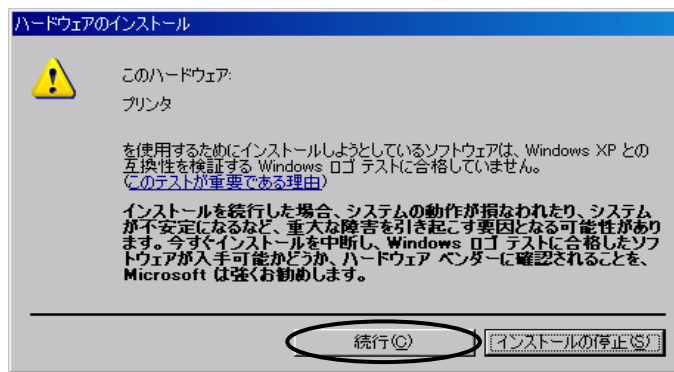 ハードウェアのインストール
このハードウェア:
プリンタ
を使用するためにインストールしようとしているソフトウェアは、Windows XP との
互換性を検証する Windows ロゴ テストに合格していません。
(このテストが重要である理由)
インストールを続行した場合、システムの動作が損なわれたり、システム
が不安定になるなど、重大な障害を引き起こす要因となる可能性があり
ます。今すぐインストールを中断し、Windows ロゴ テストに合格したソフ
トウェアが入手可能かどうか、ハードウェア ベンダーに確認されることを、
Microsoft は強くお勧めします。
続行(C) インストールの停止(S)